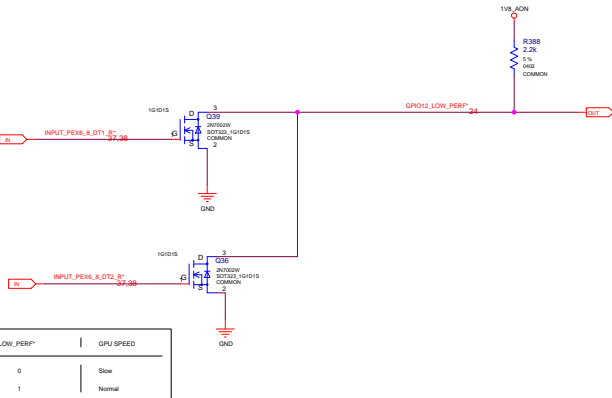 1V8_AON
R388
2.2k
5 %
0402
COMMON
GPIO12_LOW_PERF*
24
OUT
1G1D1S
D
3
Q39
2N7002W
SOT323_1G1D1S
COMMON
2
G
S
IN
INPUT_PEX6_8_DT1_R*
37,38
GND
1G1D1S
D
3
Q36
2N7002W
SOT323_1G1D1S
COMMON
2
G
S
IN
INPUT_PEX6_8_DT2_R*
37,38
GND
LOW_PERF* | GPU SPEED
0 | Slow
1 | Normal